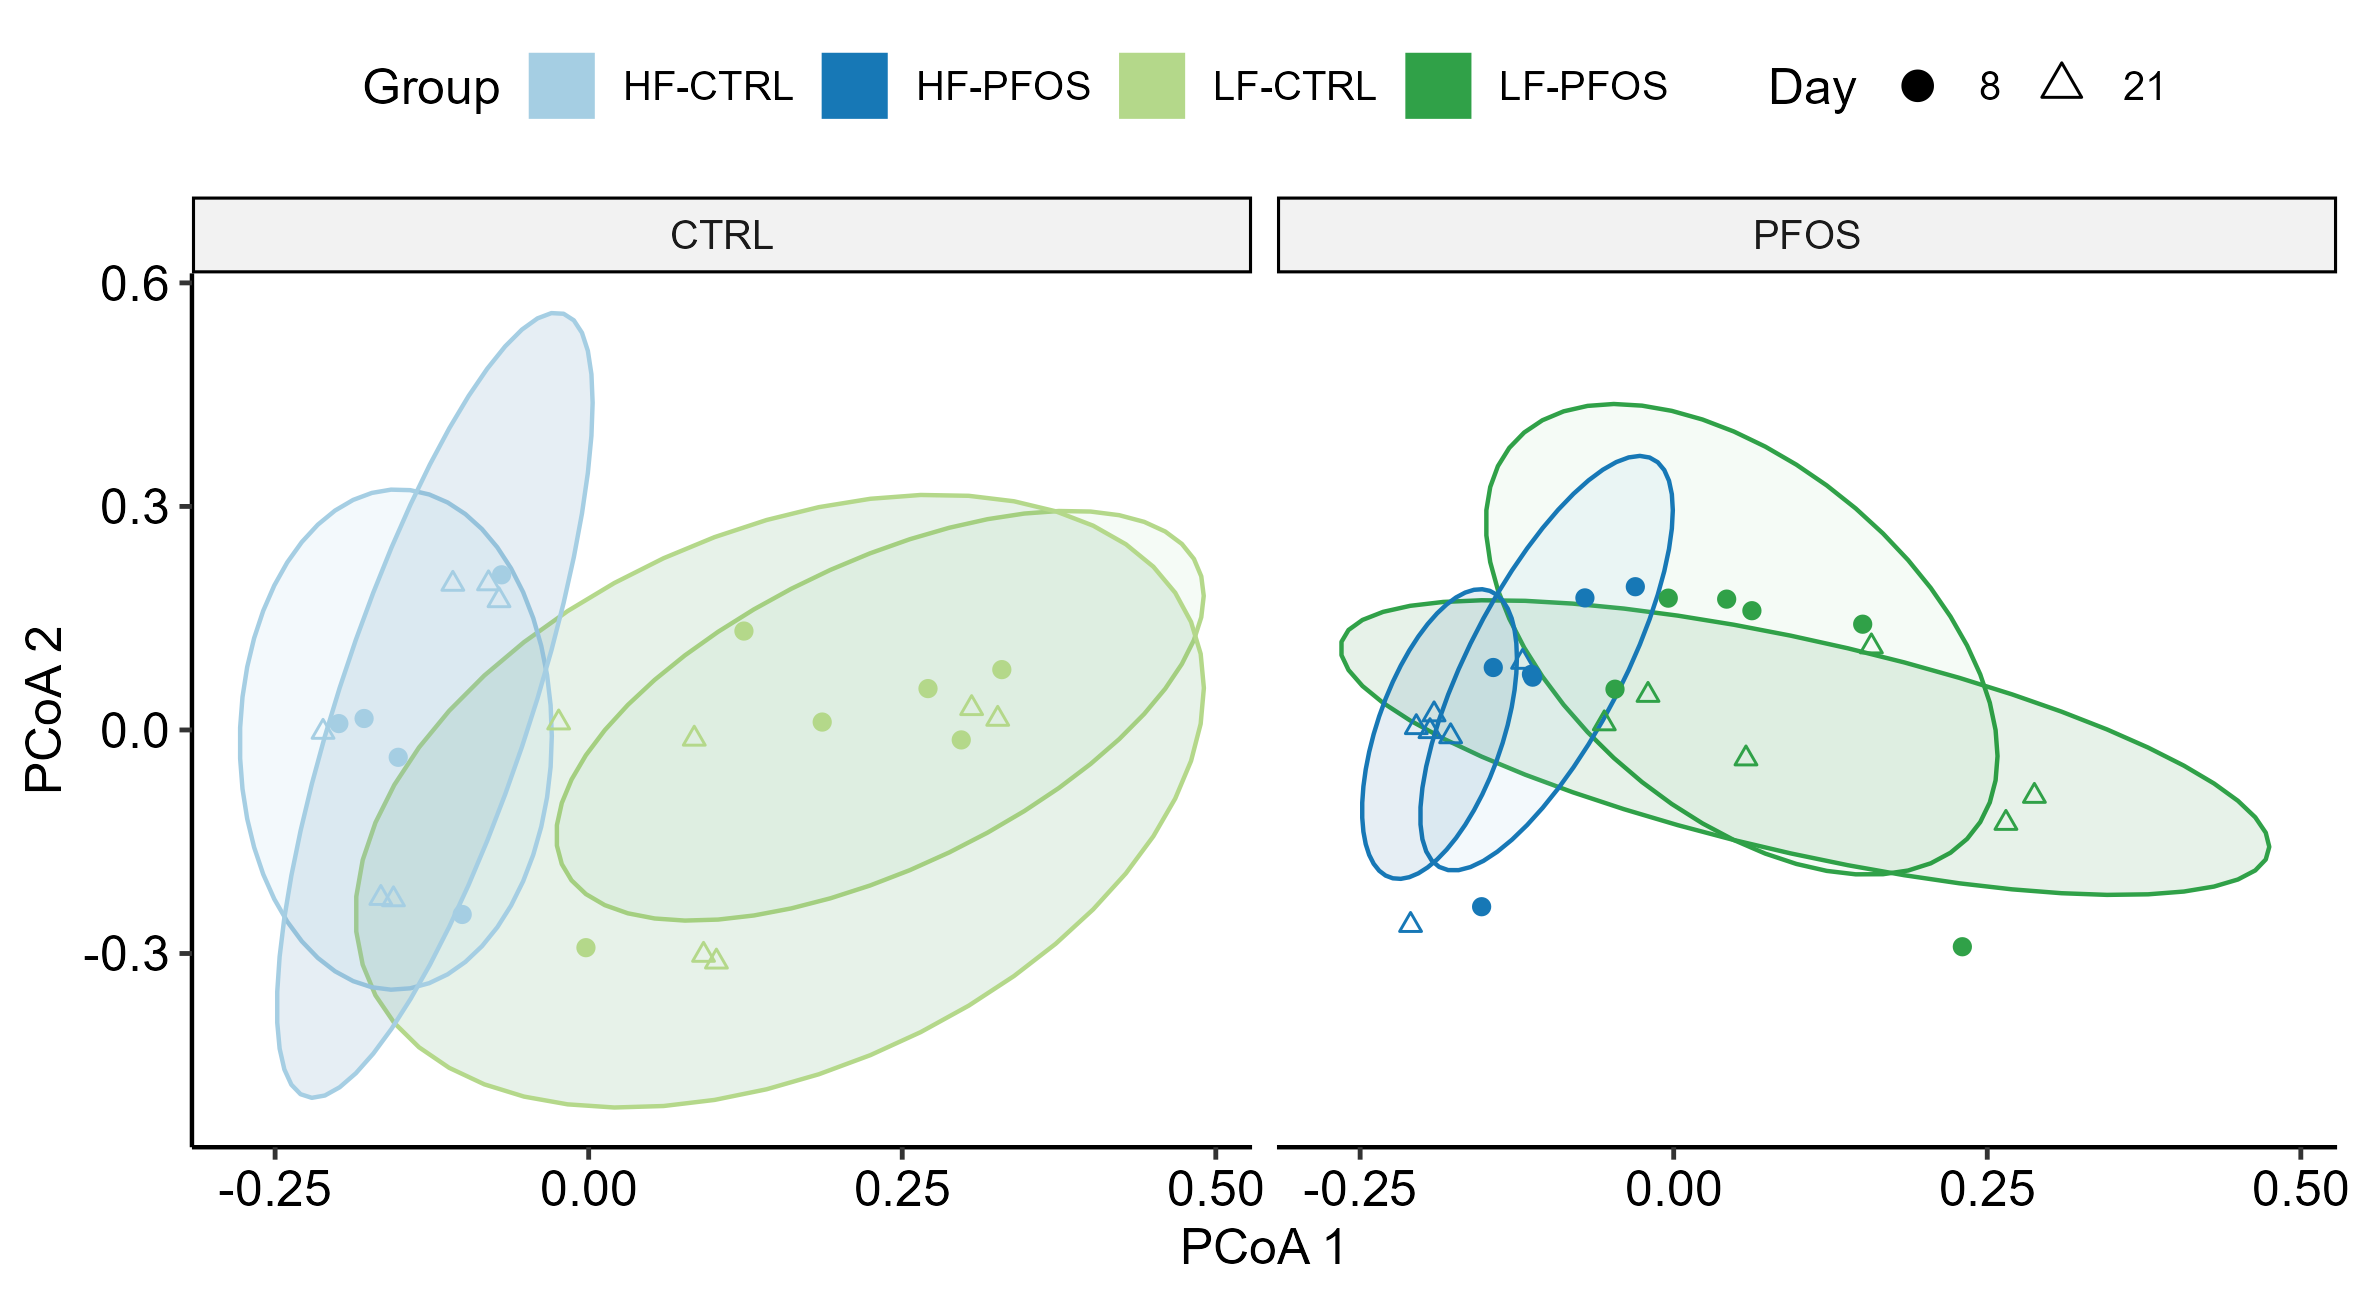 Group HF-CTRL HF-PFOS LF-CTRL LF-PFOS Day 8 21
CTRL PFOS
0.6
0.3
0.0
-0.3
PCoA 2
-0.25 0.00 0.25 0.50 -0.25 0.00 0.25 0.50
PCoA 1